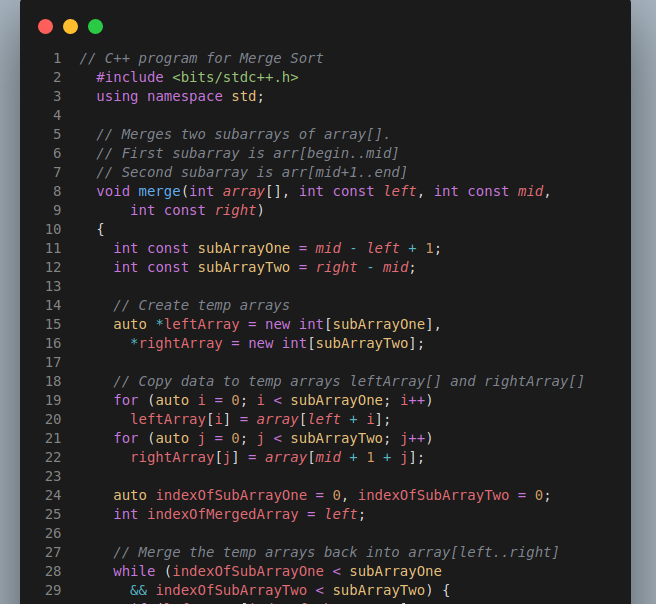 1 // C++ program for Merge Sort
2 #include <bits/stdc++.h>
3 using namespace std;
4
5 // Merges two subarrays of array[].
6 // First subarray is arr[begin..mid]
7 // Second subarray is arr[mid+1..end]
8 void merge(int array[], int const left, int const mid,
9 int const right)
10 {
11 int const subArrayOne = mid - left + 1;
12 int const subArrayTwo = right - mid;
13
14 // Create temp arrays
15 auto *leftArray = new int[subArrayOne],
16 *rightArray = new int[subArrayTwo];
17
18 // Copy data to temp arrays leftArray[] and rightArray[]
19 for (auto i = 0; i < subArrayOne; i++)
20 leftArray[i] = array[left + i];
21 for (auto j = 0; j < subArrayTwo; j++)
22 rightArray[j] = array[mid + 1 + j];
23
24 auto indexOfSubArrayOne = 0, indexOfSubArrayTwo = 0;
25 int indexOfMergedArray = left;
26
27 // Merge the temp arrays back into array[left..right]
28 while (indexOfSubArrayOne < subArrayOne
29 && indexOfSubArrayTwo < subArrayTwo) {